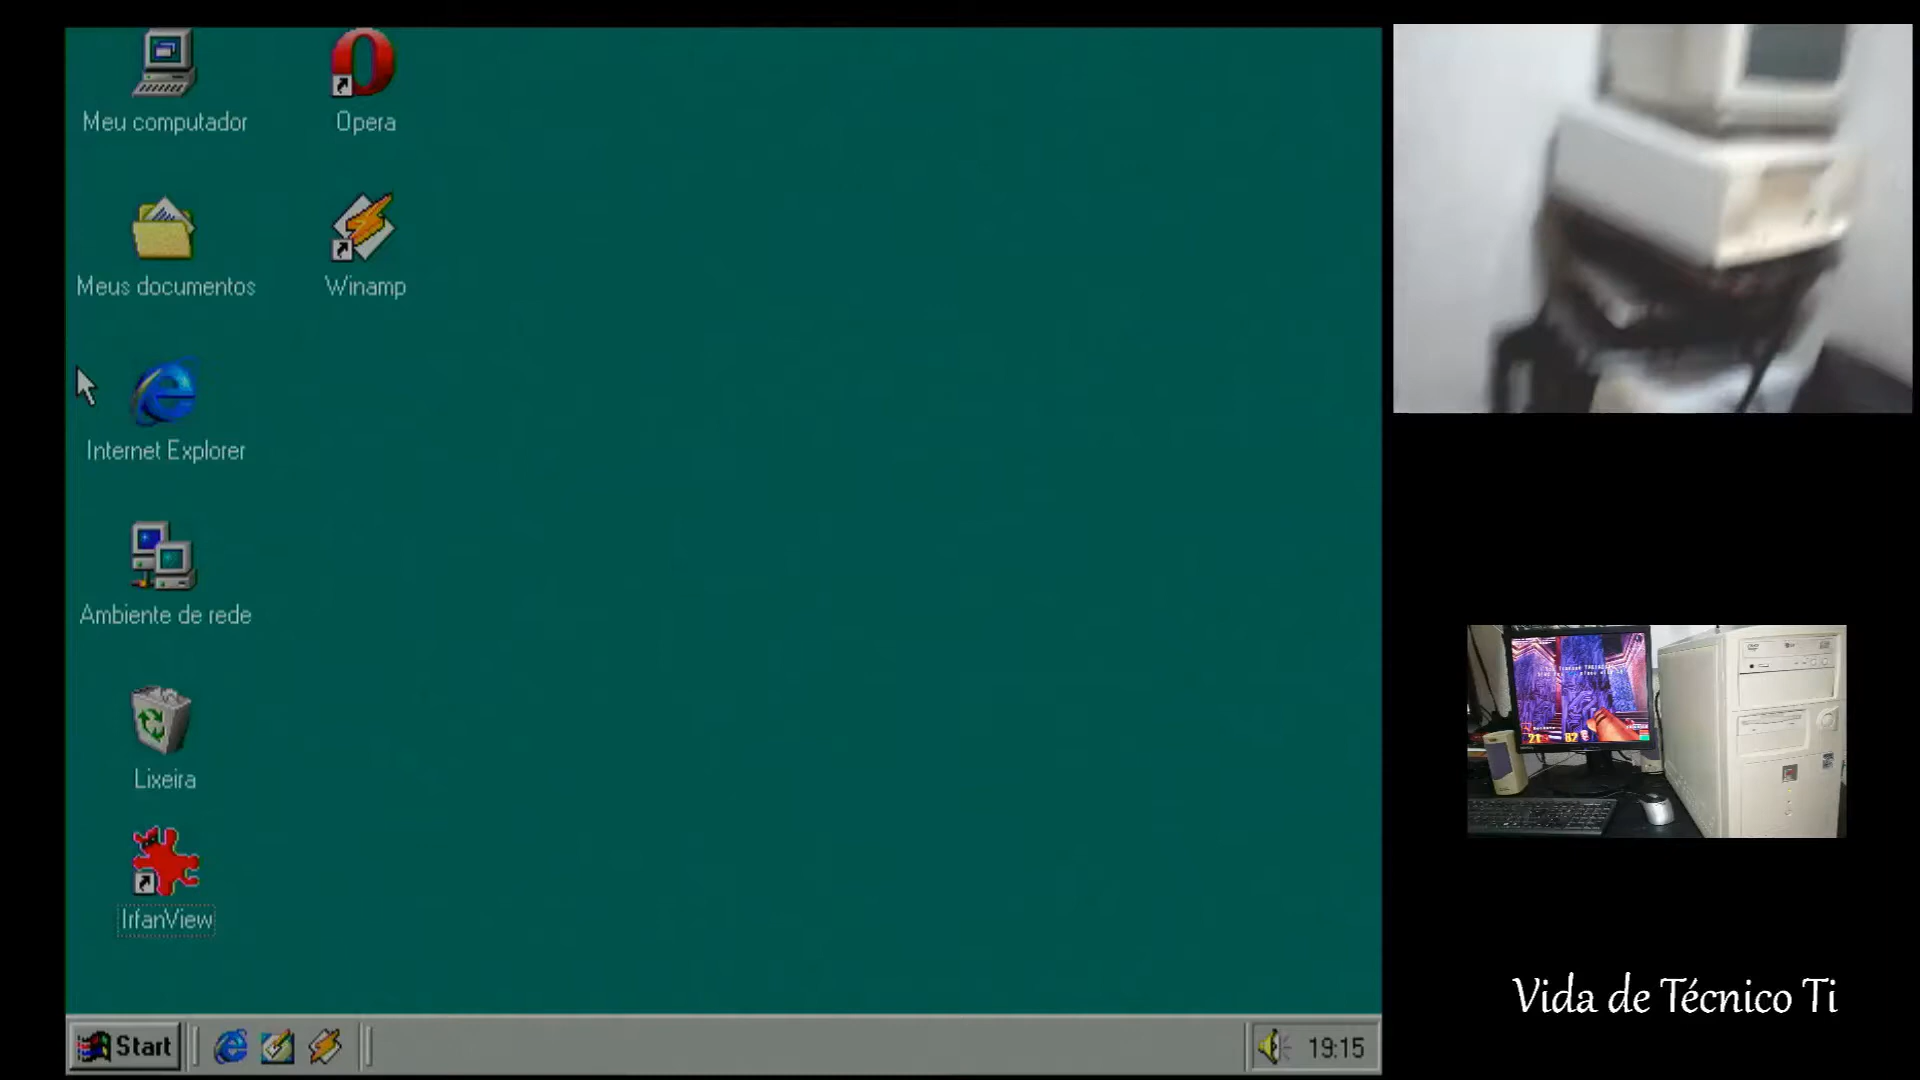 Meu computador
Opera
Meus documentos
Winamp
Internet Explorer
Ambiente de rede
Lixeira
IrfanView
Start
19:15
Vida de Técnico Ti